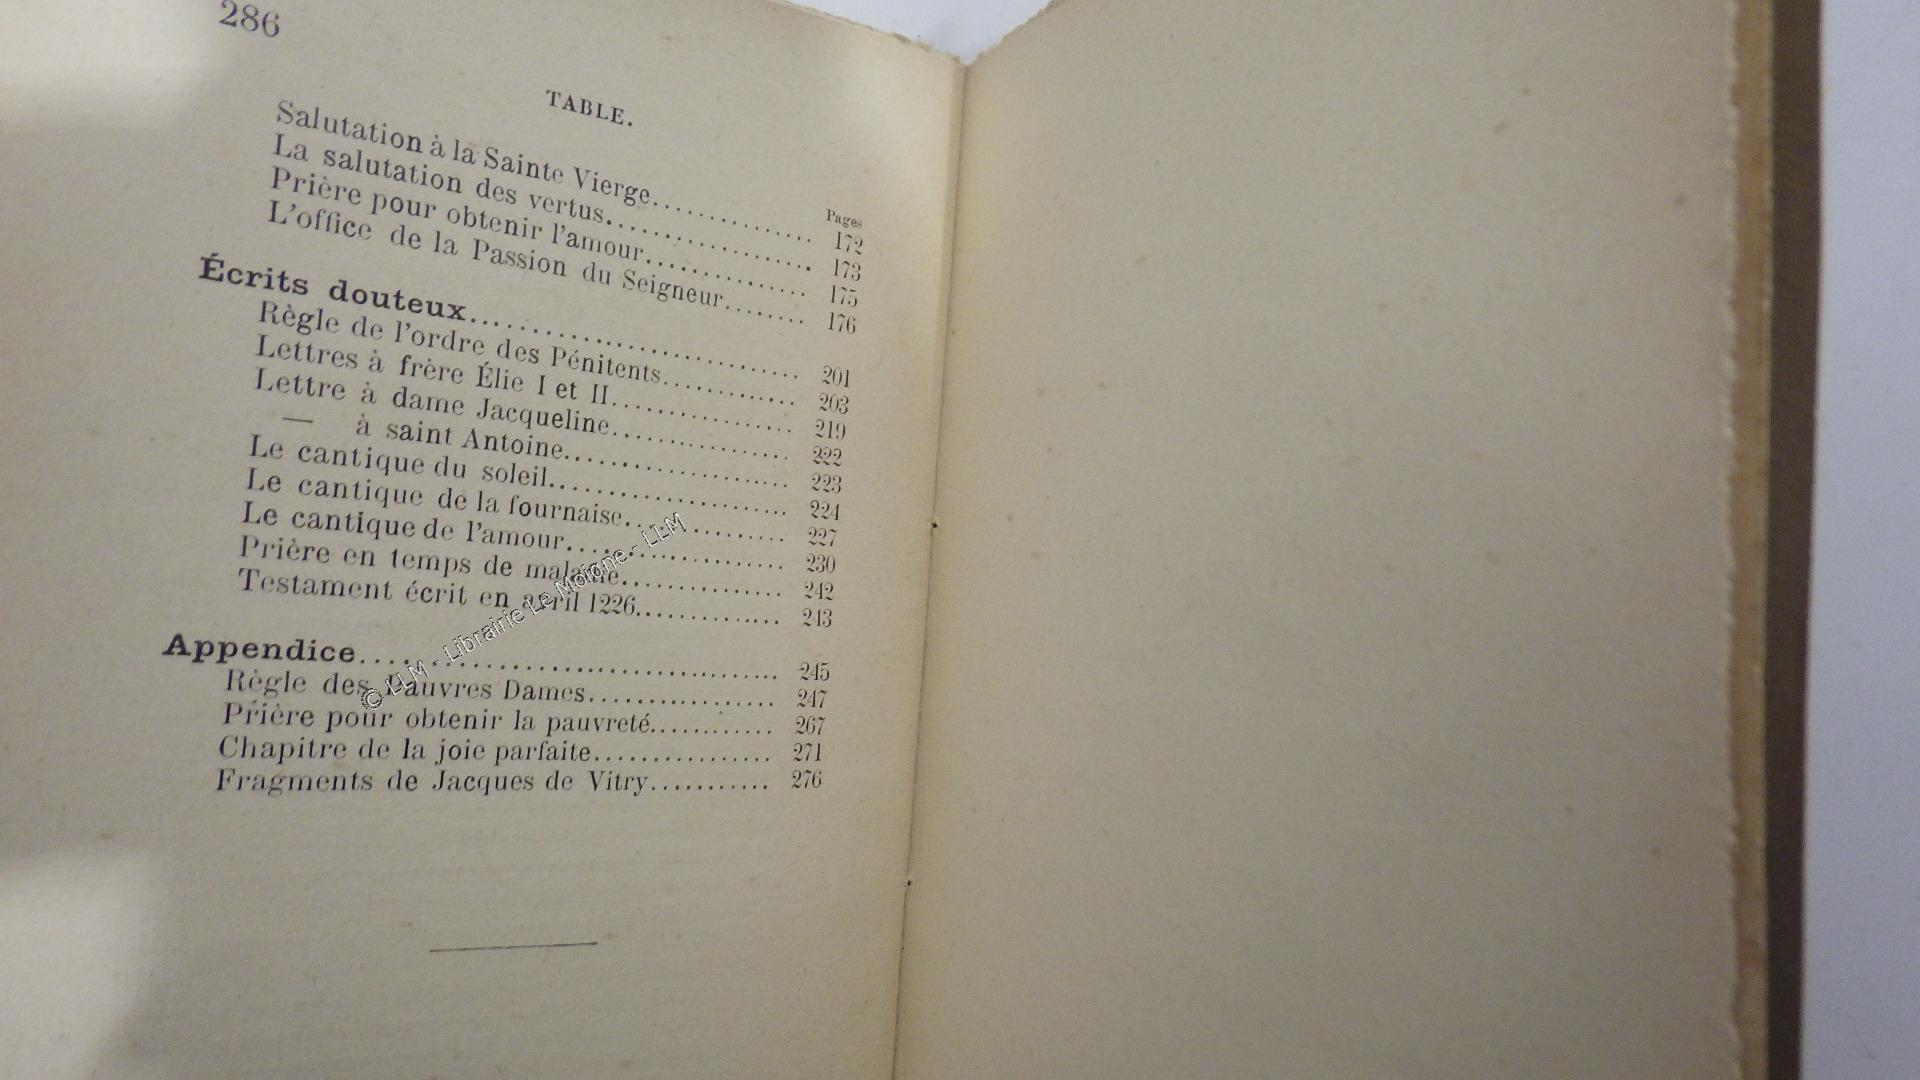 286
TABLE.
Pages
Salutation à la Sainte Vierge.............. 172
La salutation des vertus.................. 173
Prière pour obtenir l'amour.............. 175
L'office de la Passion du Seigneur........ 176
Écrits douteux............................ 201
Règle de l'ordre des Pénitents............ 203
Lettres à frère Élie I et II................ 219
Lettre à dame Jacqueline................ 222
— à saint Antoine.................... 223
Le cantique du soleil...................... 224
Le cantique de la fournaise.............. 227
Le cantique de l'amour.................. 230
Prière en temps de maladie.............. 242
Testament écrit en avril 1226............. 243
Appendice................................ 245
Règle des Pauvres Dames................ 247
Prière pour obtenir la pauvreté............ 267
Chapitre de la joie parfaite................ 271
Fragments de Jacques de Vitry........... 276
© LLM - Librairie Le Moigne - LLM